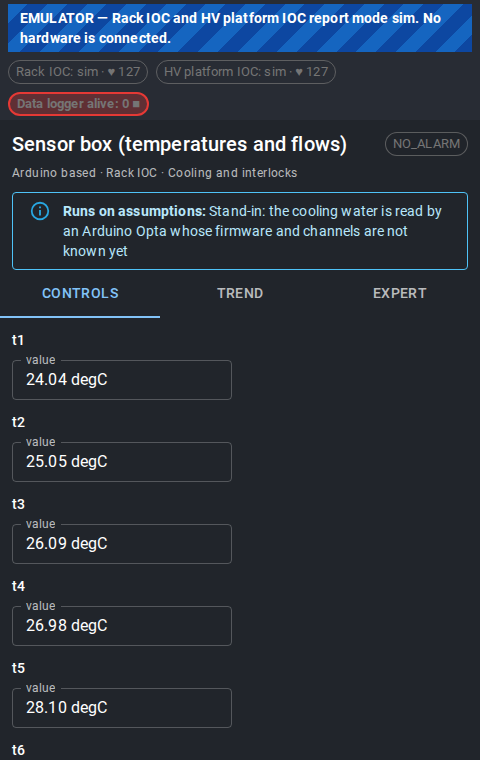 EMULATOR — Rack IOC and HV platform IOC report mode sim. No
hardware is connected.
Rack IOC: sim · ♥ 127
HV platform IOC: sim · ♥ 127
Data logger alive: 0 ■
Sensor box (temperatures and flows)
NO_ALARM
Arduino based · Rack IOC · Cooling and interlocks
Runs on assumptions: Stand-in: the cooling water is read by
an Arduino Opta whose firmware and channels are not
known yet
CONTROLS
TREND
EXPERT
t1
value
24.04 degC
t2
value
25.05 degC
t3
value
26.09 degC
t4
value
26.98 degC
t5
value
28.10 degC
t6